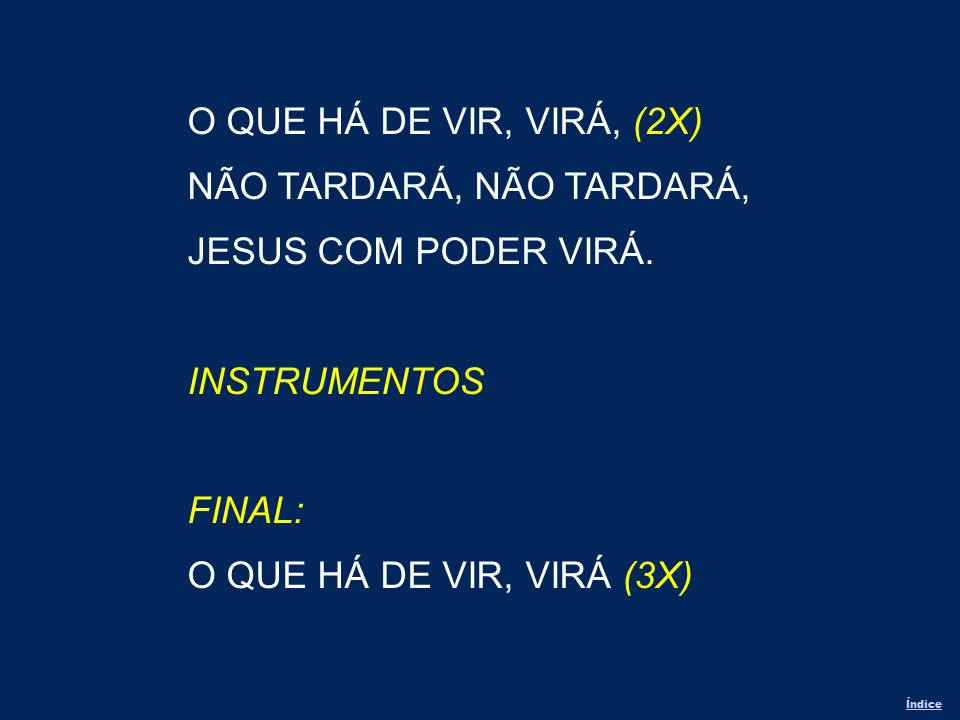 O QUE HÁ DE VIR, VIRÁ, (2X)
NÃO TARDARÁ, NÃO TARDARÁ,
JESUS COM PODER VIRÁ.
INSTRUMENTOS
FINAL:
O QUE HÁ DE VIR, VIRÁ (3X)
Índice